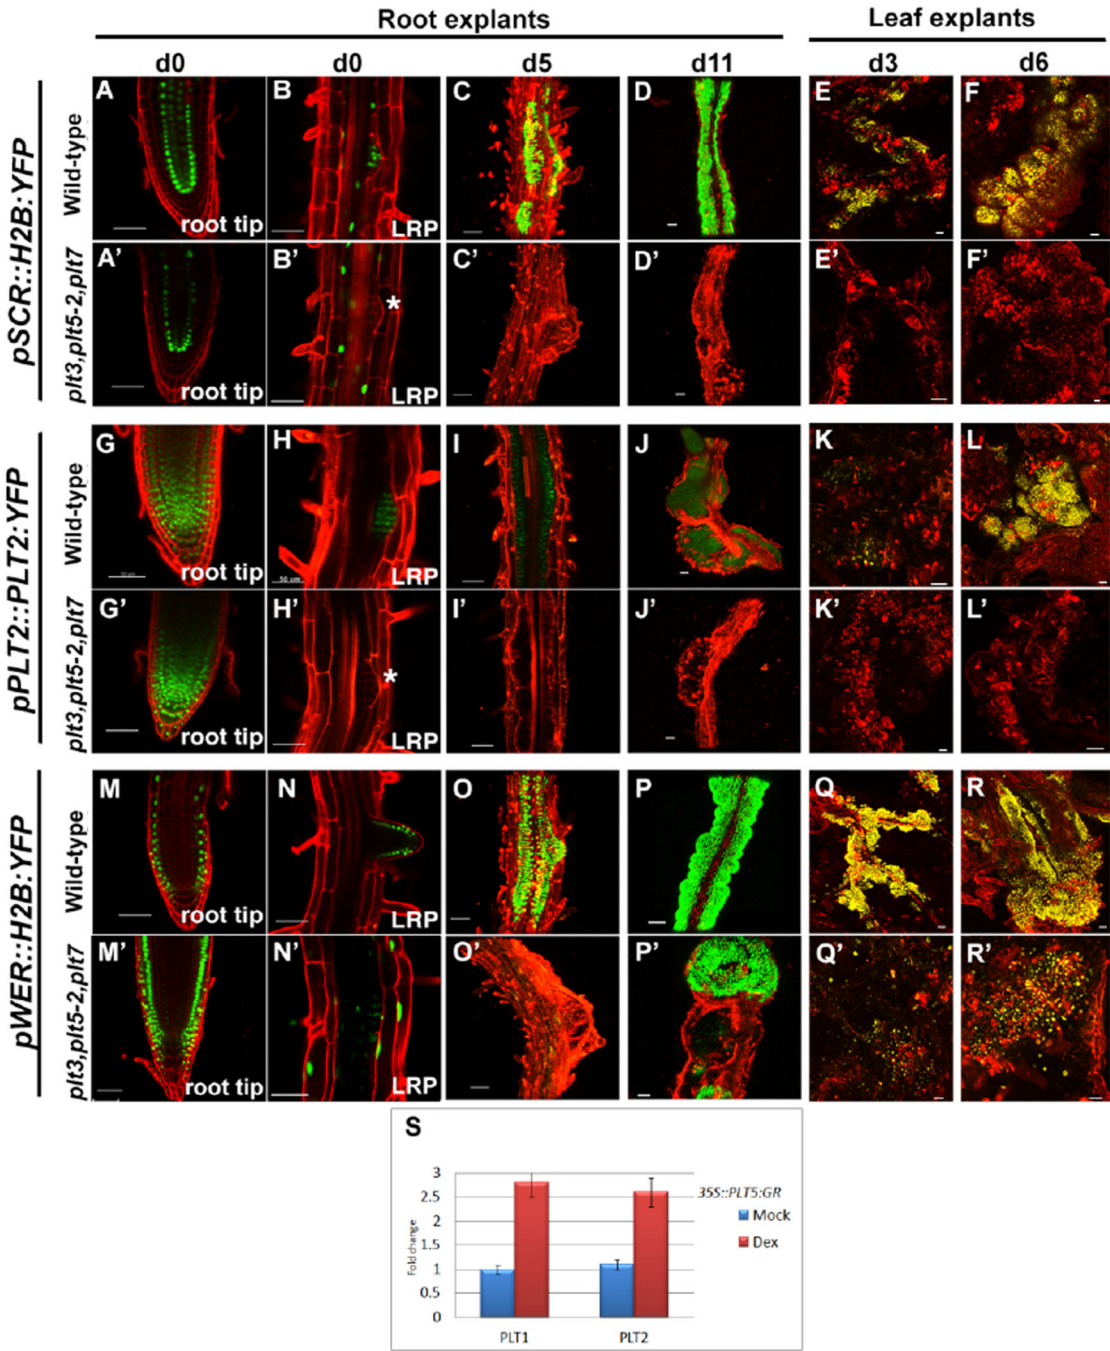 Root explants Leaf explants
d0 d0 d5 d11 d3 d6
pSCR::H2B:YFP
Wild-type
A root tip B LRP C D E F
plt3,plt5-2,plt7
A' root tip B' * LRP C' D' E' F'
pPLT2::PLT2:YFP
Wild-type
G root tip H 50 um LRP I J K L
plt3,plt5-2,plt7
G' root tip H' * LRP I' J' K' L'
pWER::H2B:YFP
Wild-type
M root tip N LRP O P Q R
plt3,plt5-2,plt7
M' root tip N' LRP O' P' Q' R'
S
Fold change
3
2.5
2
1.5
1
0.5
0
PLT1 PLT2
35S::PLT5:GR
Mock
Dex